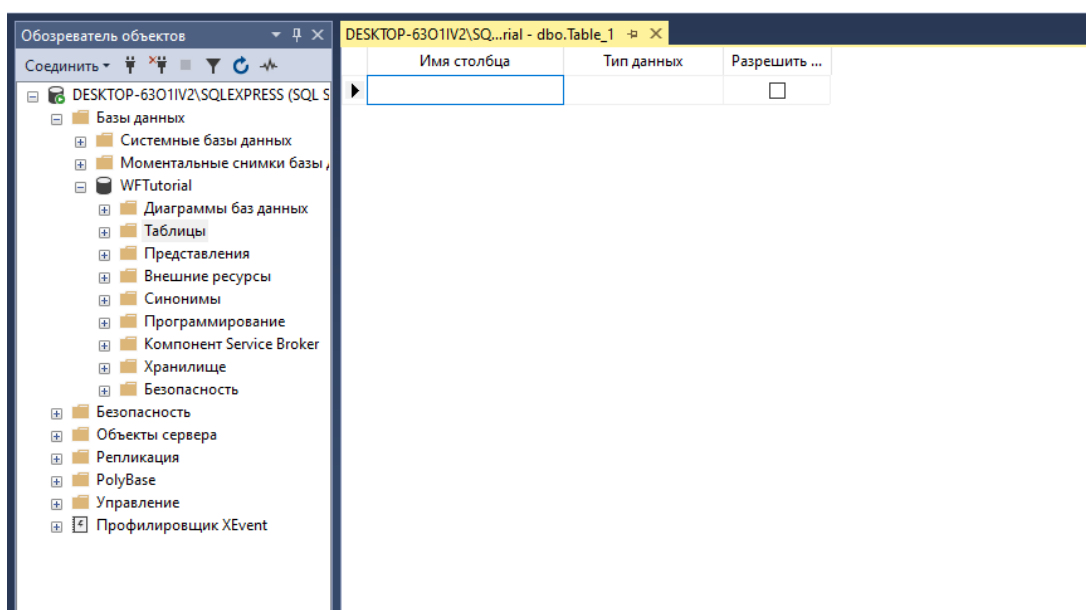 Обозреватель объектов
Соединить
DESKTOP-63O1IV2\SQLEXPRESS (SQL S
Базы данных
Системные базы данных
Моментальные снимки базы
WFTutorial
Диаграммы баз данных
Таблицы
Представления
Внешние ресурсы
Синонимы
Программирование
Компонент Service Broker
Хранилище
Безопасность
Безопасность
Объекты сервера
Репликация
PolyBase
Управление
Профилировщик XEvent
DESKTOP-63O1IV2\SQ...rial - dbo.Table_1
Имя столбца Тип данных Разрешить ...